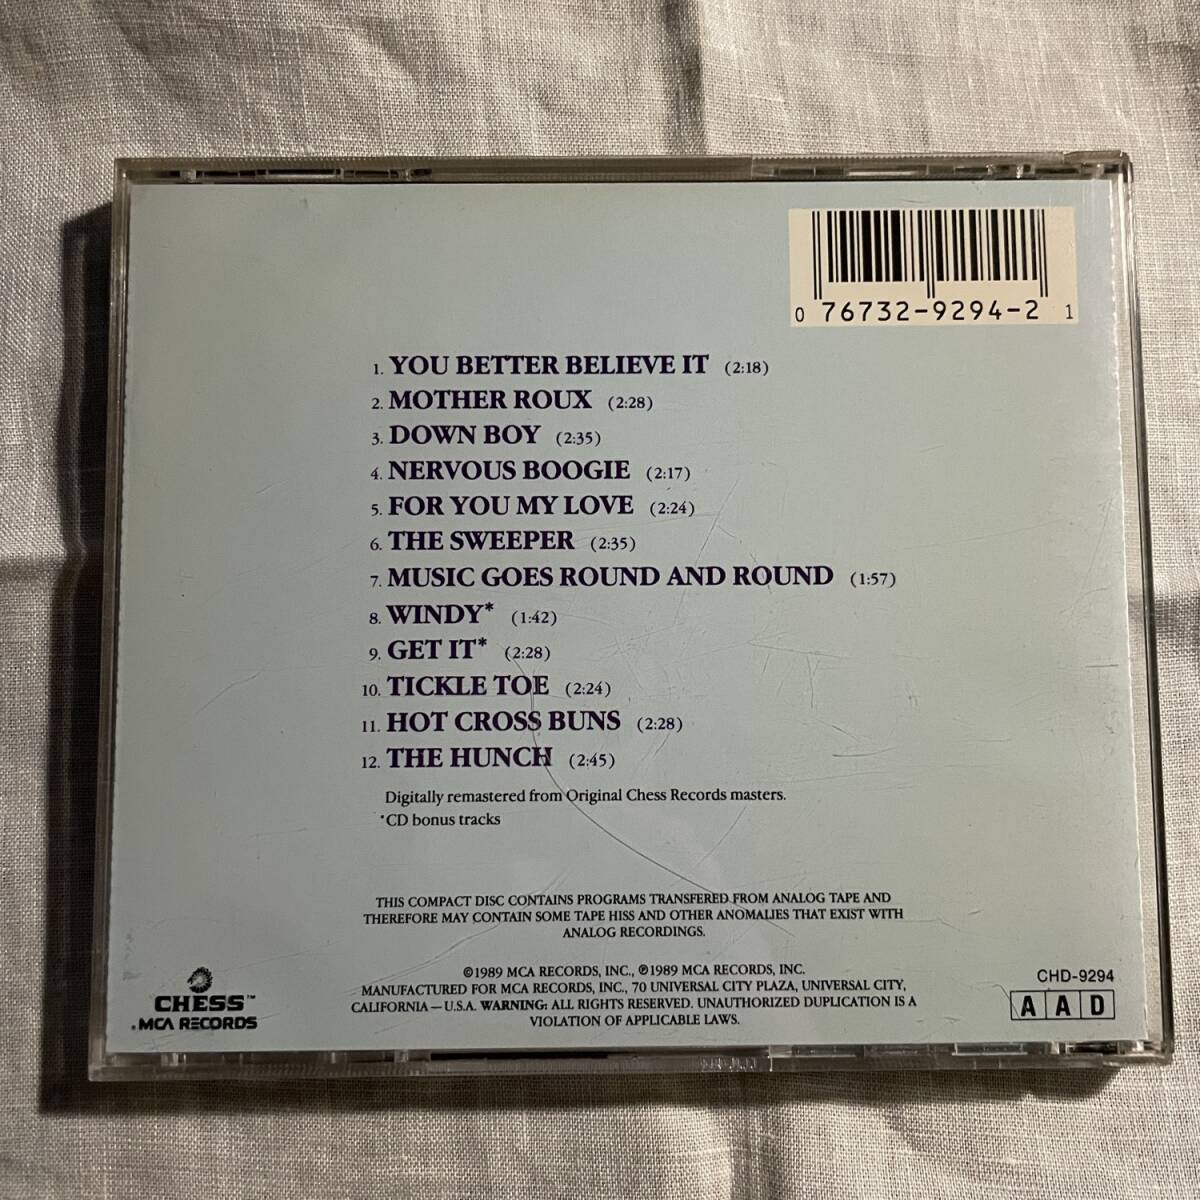 0 76732-9294-2 1
1. YOU BETTER BELIEVE IT (2:18)
2. MOTHER ROUX (2:28)
3. DOWN BOY (2:35)
4. NERVOUS BOOGIE (2:17)
5. FOR YOU MY LOVE (2:24)
6. THE SWEEPER (2:35)
7. MUSIC GOES ROUND AND ROUND (1:57)
8. WINDY* (1:42)
9. GET IT* (2:28)
10. TICKLE TOE (2:24)
11. HOT CROSS BUNS (2:28)
12. THE HUNCH (2:45)
Digitally remastered from Original Chess Records masters.
*CD bonus tracks
THIS COMPACT DISC CONTAINS PROGRAMS TRANSFERED FROM ANALOG TAPE AND
THEREFORE MAY CONTAIN SOME TAPE HISS AND OTHER ANOMALIES THAT EXIST WITH
ANALOG RECORDINGS.
©1989 MCA RECORDS, INC., ℗1989 MCA RECORDS, INC.
MANUFACTURED FOR MCA RECORDS, INC., 70 UNIVERSAL CITY PLAZA, UNIVERSAL CITY,
CALIFORNIA — U.S.A. WARNING: ALL RIGHTS RESERVED. UNAUTHORIZED DUPLICATION IS A
VIOLATION OF APPLICABLE LAWS.
CHESS™
.MCA RECORDS
CHD-9294
A A D